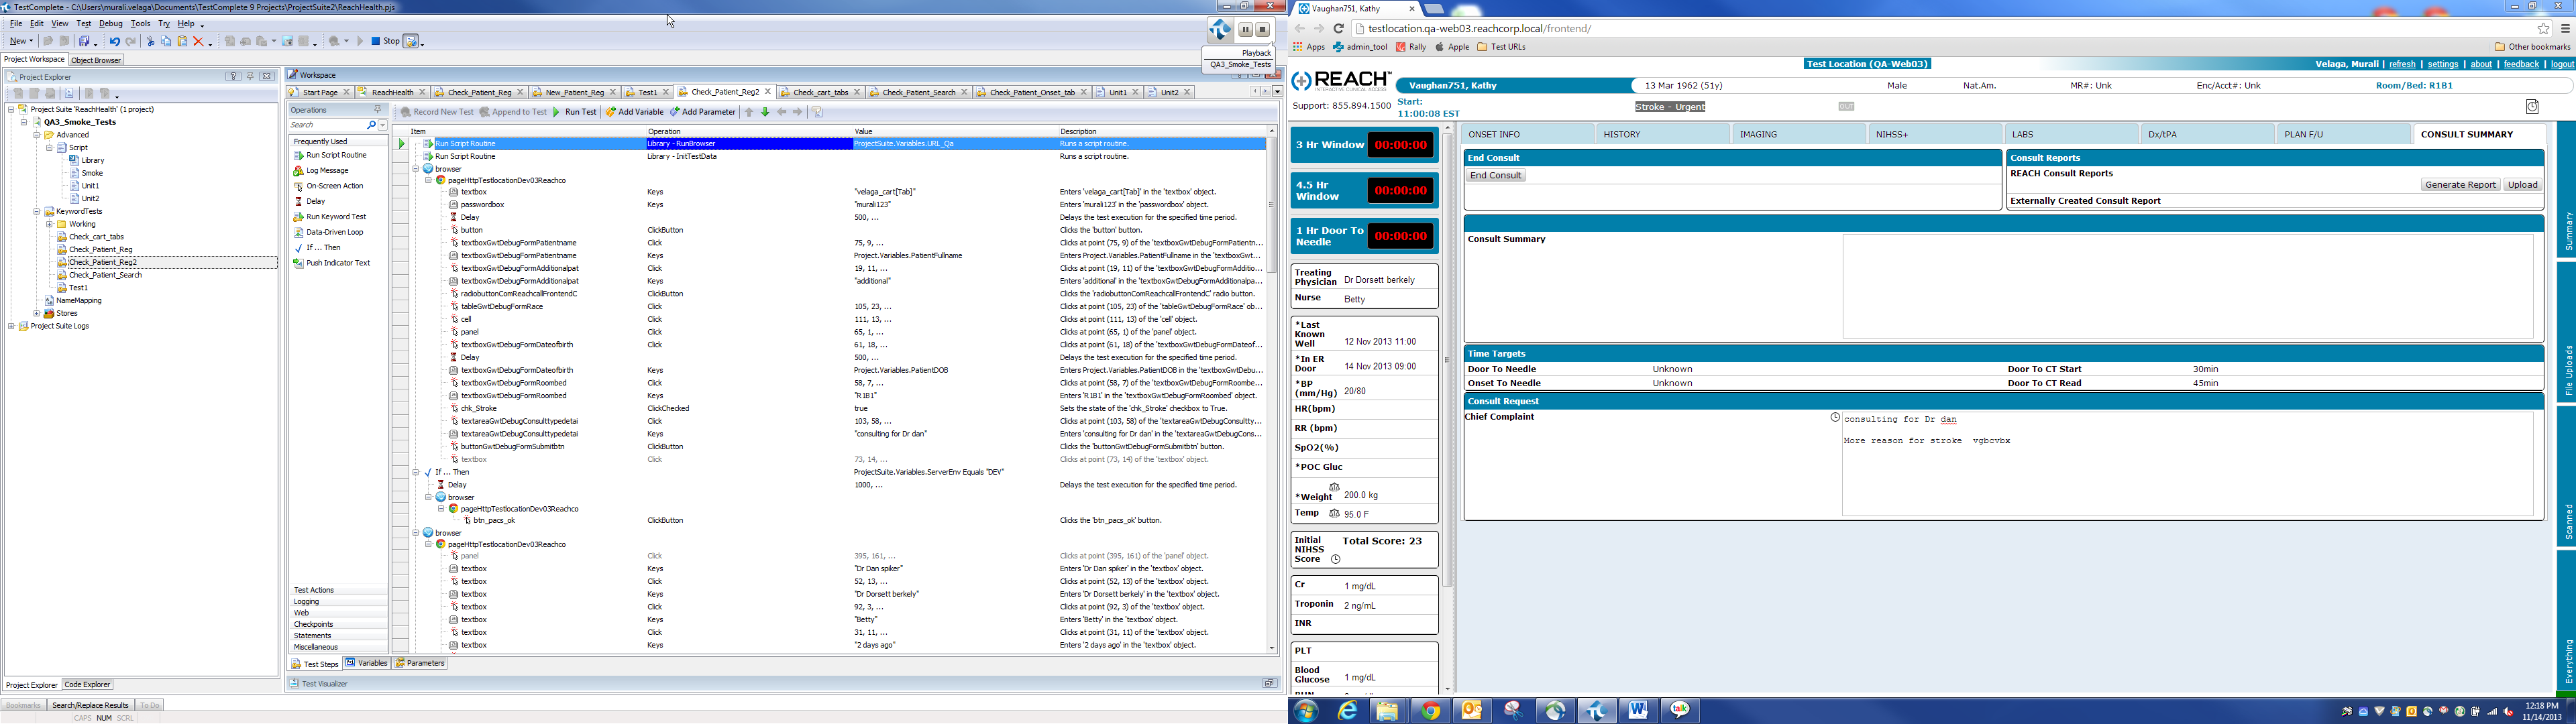 TestComplete - C:\Users\murali.velaga\Documents\TestComplete 9 Projects\ProjectSuite2\ReachHealth.pjs
File Edit View Test Debug Tools Try Help
New Stop
Playback
QA3_Smoke_Tests
Project Workspace Object Browser
Project Explorer
Project Suite 'ReachHealth' (1 project)
QA3_Smoke_Tests
Advanced
Script
Library
Smoke
Unit1
Unit2
KeywordTests
Working
Check_cart_tabs
Check_Patient_Reg
Check_Patient_Reg2
Check_Patient_Search
Test1
NameMapping
Stores
Project Suite Logs
Project Explorer Code Explorer
Workspace
Start Page ReachHealth Check_Patient_Reg New_Patient_Reg Test1 Check_Patient_Reg2 Check_cart_tabs Check_Patient_Search Check_Patient_Onset_tab Unit1 Unit2
Operations
Search
Frequently Used
Run Script Routine
Log Message
On-Screen Action
Delay
Run Keyword Test
Data-Driven Loop
If ... Then
Push Indicator Text
Test Actions
Logging
Web
Checkpoints
Statements
Miscellaneous
Record New Test Append to Test Run Test Add Variable Add Parameter
Item Operation Value Description
Run Script Routine Library - RunBrowser ProjectSuite.Variables.URL_Qa Runs a script routine.
Run Script Routine Library - InitTestData Runs a script routine.
browser
pageHttpTestlocationDev03Reachco
textbox Keys "velaga_cart[Tab]" Enters 'velaga_cart[Tab]' in the 'textbox' object.
passwordbox Keys "murali123" Enters 'murali123' in the 'passwordbox' object.
Delay 500, ... Delays the test execution for the specified time period.
button ClickButton Clicks the 'button' button.
textboxGwtDebugFormPatientname Click 75, 9, ... Clicks at point (75, 9) of the 'textboxGwtDebugFormPatientn...
textboxGwtDebugFormPatientname Keys Project.Variables.PatientFullname Enters Project.Variables.PatientFullname in the 'textboxGwt...
textboxGwtDebugFormAdditionalpat Click 19, 11, ... Clicks at point (19, 11) of the 'textboxGwtDebugFormAdditio...
textboxGwtDebugFormAdditionalpat Keys "additional" Enters 'additional' in the 'textboxGwtDebugFormAdditionalpa...
radiobuttonComReachcallFrontendC ClickButton Clicks the 'radiobuttonComReachcallFrontendC' radio button.
tableGwtDebugFormRace Click 105, 23, ... Clicks at point (105, 23) of the 'tableGwtDebugFormRace' ob...
cell Click 111, 13, ... Clicks at point (111, 13) of the 'cell' object.
panel Click 65, 1, ... Clicks at point (65, 1) of the 'panel' object.
textboxGwtDebugFormDateofbirth Click 61, 18, ... Clicks at point (61, 18) of the 'textboxGwtDebugFormDateof...
Delay 500, ... Delays the test execution for the specified time period.
textboxGwtDebugFormDateofbirth Keys Project.Variables.PatientDOB Enters Project.Variables.PatientDOB in the 'textboxGwtDebu...
textboxGwtDebugFormRoombed Click 58, 7, ... Clicks at point (58, 7) of the 'textboxGwtDebugFormRoombe...
textboxGwtDebugFormRoombed Keys "R1B1" Enters 'R1B1' in the 'textboxGwtDebugFormRoombed' object.
chk_Stroke ClickChecked true Sets the state of the 'chk_Stroke' checkbox to True.
textareaGwtDebugConsulttypedetai Click 103, 58, ... Clicks at point (103, 58) of the 'textareaGwtDebugConsultty...
textareaGwtDebugConsulttypedetai Keys "consulting for Dr dan" Enters 'consulting for Dr dan' in the 'textareaGwtDebugCons...
buttonGwtDebugFormSubmitbtn ClickButton Clicks the 'buttonGwtDebugFormSubmitbtn' button.
textbox Click 73, 14, ... Clicks at point (73, 14) of the 'textbox' object.
If ... Then ProjectSuite.Variables.ServerEnv Equals "DEV"
Delay 1000, ... Delays the test execution for the specified time period.
browser
pageHttpTestlocationDev03Reachco
btn_pacs_ok ClickButton Clicks the 'btn_pacs_ok' button.
browser
pageHttpTestlocationDev03Reachco
panel Click 395, 161, ... Clicks at point (395, 161) of the 'panel' object.
textbox Keys "Dr Dan spiker" Enters 'Dr Dan spiker' in the 'textbox' object.
textbox Click 52, 13, ... Clicks at point (52, 13) of the 'textbox' object.
textbox Keys "Dr Dorsett berkely" Enters 'Dr Dorsett berkely' in the 'textbox' object.
textbox Click 92, 3, ... Clicks at point (92, 3) of the 'textbox' object.
textbox Keys "Betty" Enters 'Betty' in the 'textbox' object.
textbox Click 31, 11, ... Clicks at point (31, 11) of the 'textbox' object.
textbox Keys "2 days ago" Enters '2 days ago' in the 'textbox' object.
Test Steps Variables Parameters
Test Visualizer
Bookmarks Search/Replace Results To Do
CAPS NUM SCRL
Vaughan751, Kathy
testlocation.qa-web03.reachcorp.local/frontend/
Apps admin_tool Rally Apple Test URLs Other bookmarks
Test Location (QA-Web03) Velaga, Murali | refresh | settings | about | feedback | logout
REACH
Support: 855.894.1500
Vaughan751, Kathy 13 Mar 1962 (51y) Male Nat.Am. MR#: Unk Enc/Acct#: Unk Room/Bed: R1B1
Start:
11:00:08 EST
Stroke - Urgent OUT
3 Hr Window 00:00:00
4.5 Hr Window 00:00:00
1 Hr Door To Needle 00:00:00
Treating Physician Dr Dorsett berkely
Nurse Betty
*Last Known Well 12 Nov 2013 11:00
*In ER Door 14 Nov 2013 09:00
*BP (mm/Hg) 20/80
HR(bpm)
RR (bpm)
SpO2(%)
*POC Gluc
*Weight 200.0 kg
Temp 95.0 F
Initial NIHSS Score Total Score: 23
Cr 1 mg/dL
Troponin 2 ng/mL
INR
PLT
Blood Glucose 1 mg/dL
ONSET INFO HISTORY IMAGING NIHSS+ LABS Dx/tPA PLAN F/U CONSULT SUMMARY
End Consult
End Consult
Consult Reports
REACH Consult Reports
Generate Report Upload
Externally Created Consult Report
Consult Summary
Time Targets
Door To Needle Unknown Door To CT Start 30min
Onset To Needle Unknown Door To CT Read 45min
Consult Request
Chief Complaint
consulting for Dr dan
More reason for stroke vgbcvbx
Summary
File Uploads
Scanned
Everything
12:18 PM
11/14/2013